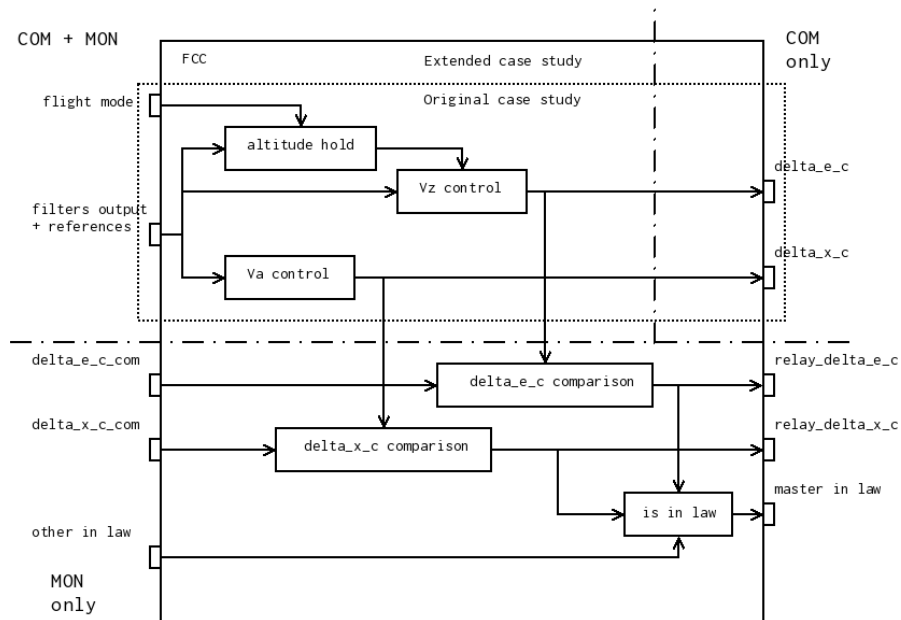 COM + MON
COM
only
FCC
Extended case study
flight mode
Original case study
altitude hold
delta_e_c
Vz control
filters output
+ references
delta_x_c
Va control
delta_e_c_com
relay_delta_e_c
delta_e_c comparison
delta_x_c_com
relay_delta_x_c
delta_x_c comparison
master in law
is in law
other in law
MON
only